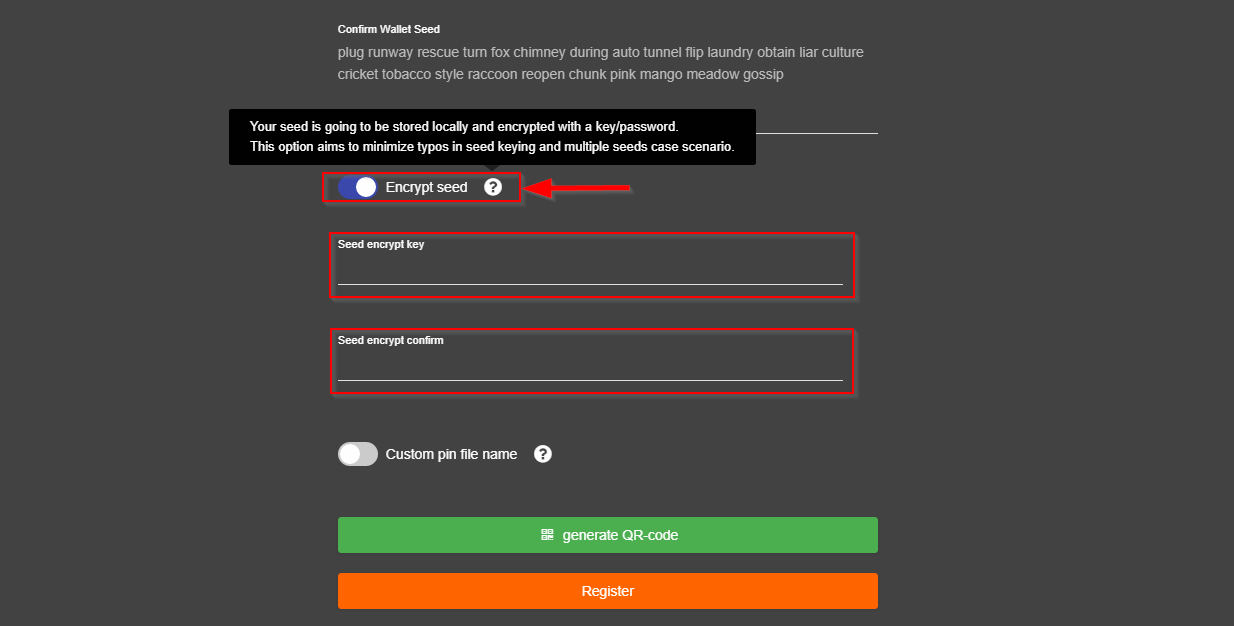 Confirm Wallet Seed
plug runway rescue turn fox chimney during auto tunnel flip laundry obtain liar culture
cricket tobacco style raccoon reopen chunk pink mango meadow gossip
Your seed is going to be stored locally and encrypted with a key/password.
This option aims to minimize typos in seed keying and multiple seeds case scenario.
Encrypt seed ?
Seed encrypt key
Seed encrypt confirm
Custom pin file name ?
generate QR-code
Register